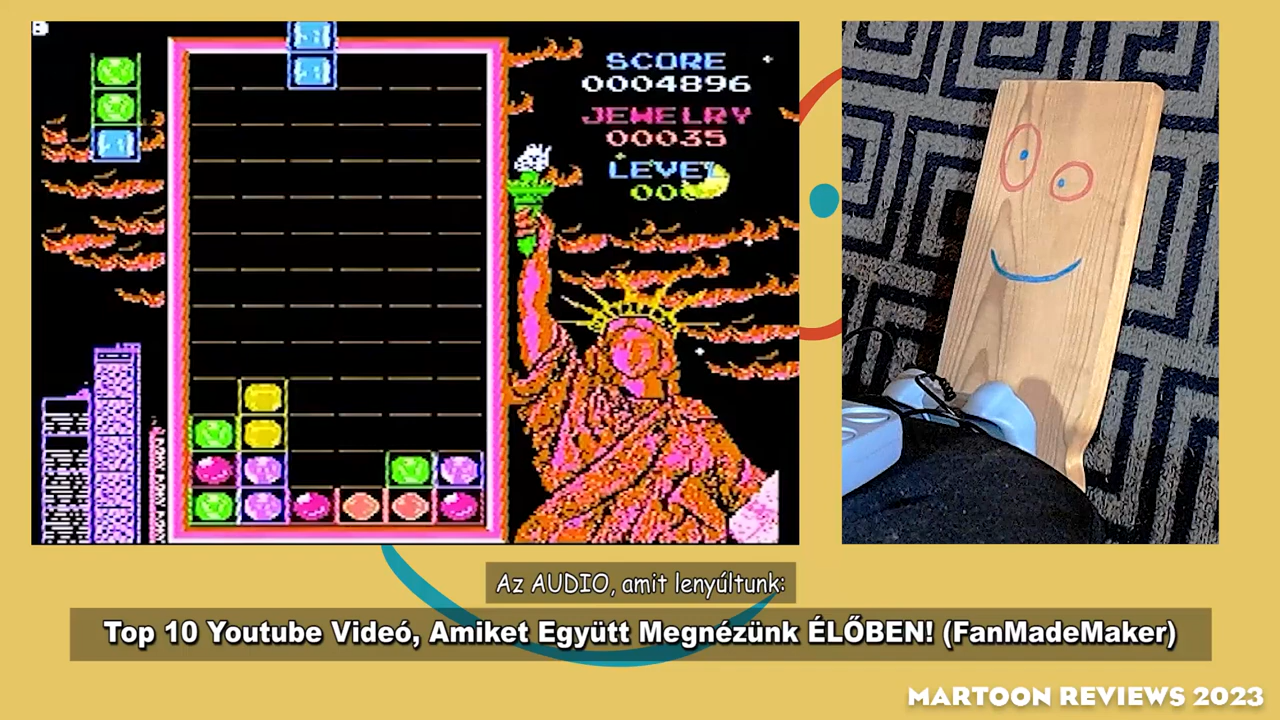 SCORE
0004896
JEWELRY
00035
LEVEL
Az AUDIO, amit lenyúltunk:
Top 10 Youtube Videó, Amiket Együtt Megnézünk ÉLŐBEN! (FanMadeMaker)
MARTOON REVIEWS 2023